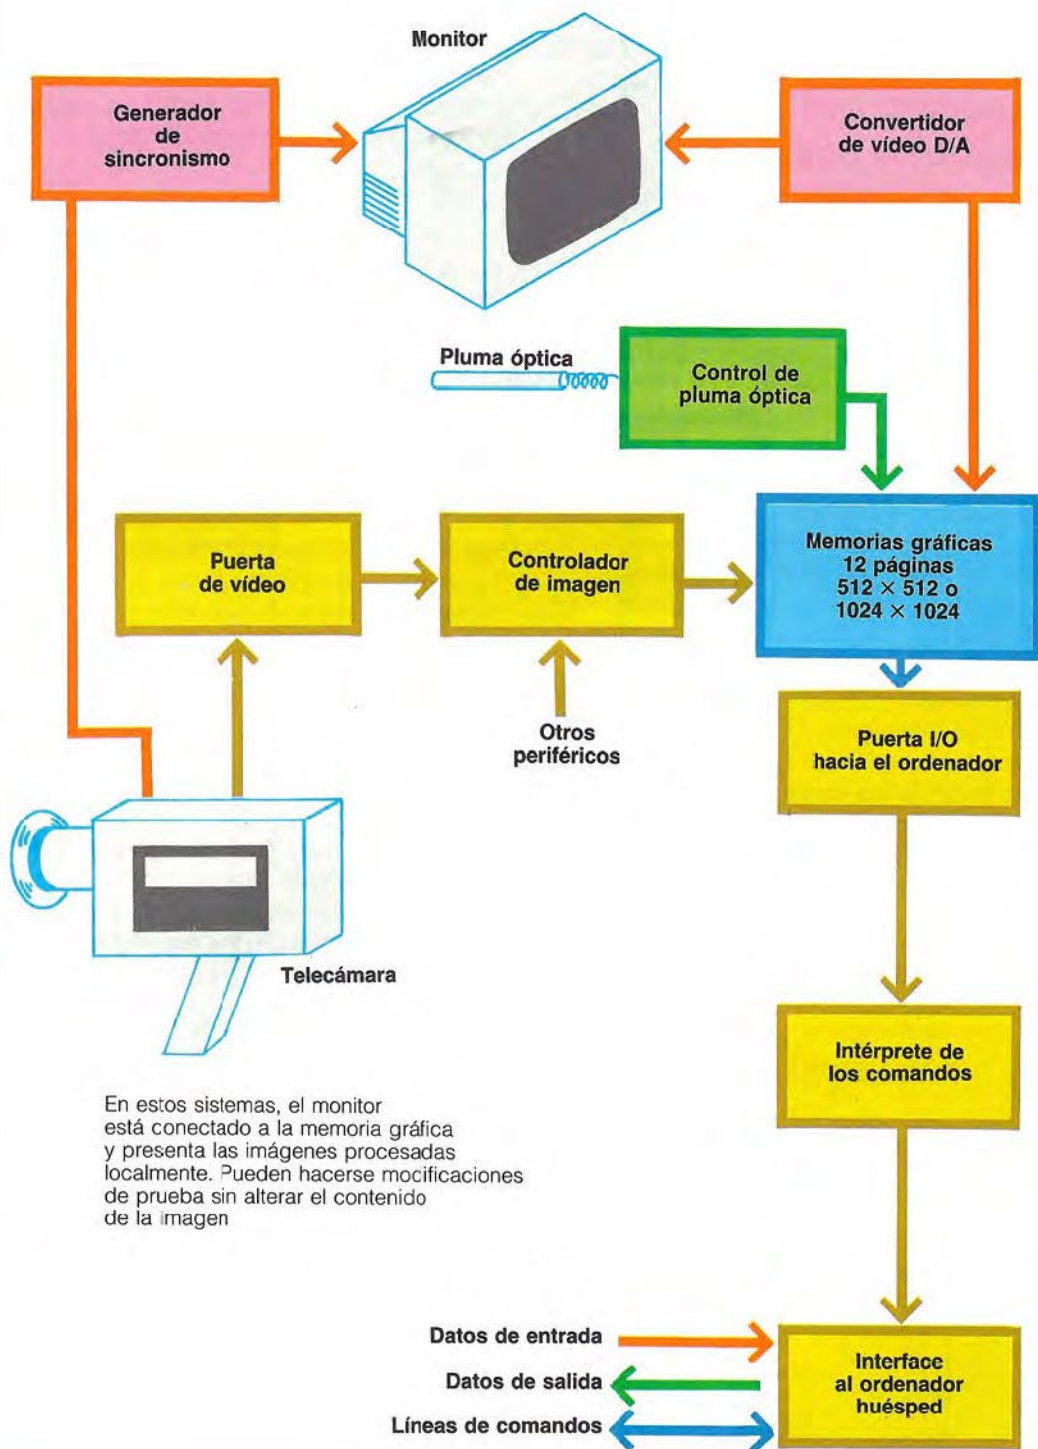 Monitor
Generador
de
sincronismo
Convertidor
de vídeo D/A
Pluma óptica
Control de
pluma óptica
Puerta
de vídeo
Controlador
de imagen
Memorias gráficas
12 páginas
512 × 512 o
1024 × 1024
Otros
periféricos
Puerta I/O
hacia el ordenador
Telecámara
Intérprete de
los comandos
En estos sistemas, el monitor
está conectado a la memoria gráfica
y presenta las imágenes procesadas
localmente. Pueden hacerse mocificaciones
de prueba sin alterar el contenido
de la imagen
Datos de entrada
Datos de salida
Líneas de comandos
Interface
al ordenador
huésped